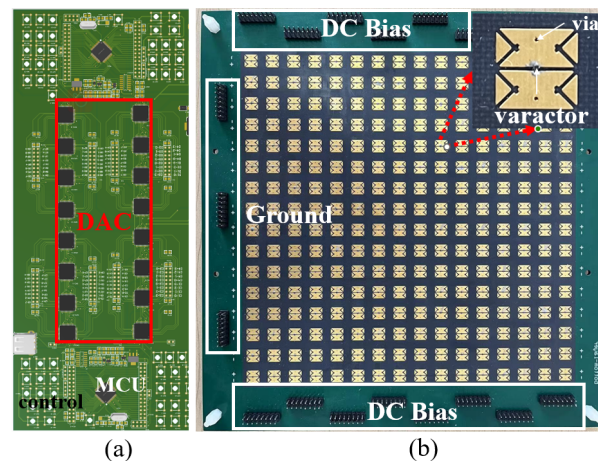 DC Bias
via
varactor
DAC
Ground
MCU
control
DC Bias
(a)
(b)